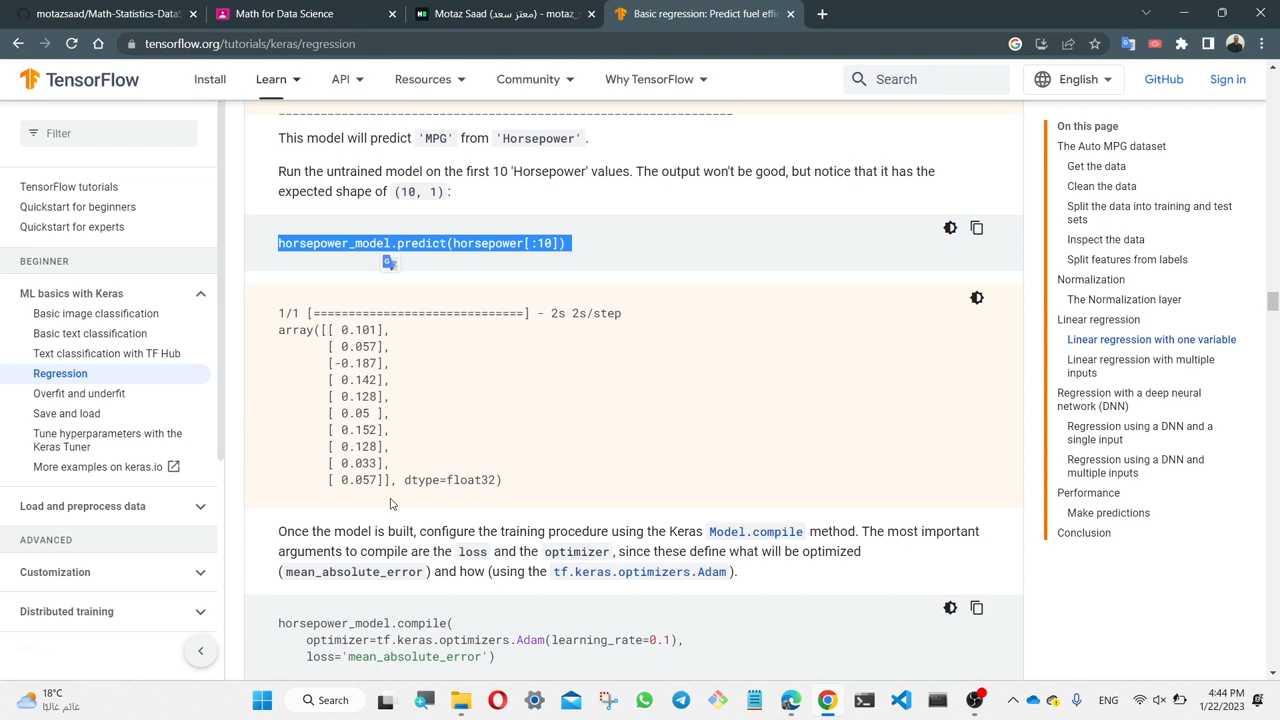 motazsaad/Math-Statistics-DataS
Math for Data Science
Motaz Saad (معتز سعد) - motaz_s
Basic regression: Predict fuel effic
tensorflow.org/tutorials/keras/regression
TensorFlow
Install
Learn
API
Resources
Community
Why TensorFlow
Search
English
GitHub
Sign in
Filter
TensorFlow tutorials
Quickstart for beginners
Quickstart for experts
BEGINNER
ML basics with Keras
Basic image classification
Basic text classification
Text classification with TF Hub
Regression
Overfit and underfit
Save and load
Tune hyperparameters with the
Keras Tuner
More examples on keras.io
Load and preprocess data
ADVANCED
Customization
Distributed training
This model will predict 'MPG' from 'Horsepower'.
Run the untrained model on the first 10 'Horsepower' values. The output won't be good, but notice that it has the
expected shape of (10, 1):
horsepower_model.predict(horsepower[:10])
1/1 [==============================] - 2s 2s/step
array([[ 0.101],
[ 0.057],
[-0.187],
[ 0.142],
[ 0.128],
[ 0.05 ],
[ 0.152],
[ 0.128],
[ 0.033],
[ 0.057]], dtype=float32)
Once the model is built, configure the training procedure using the Keras Model.compile method. The most important
arguments to compile are the loss and the optimizer, since these define what will be optimized
(mean_absolute_error) and how (using the tf.keras.optimizers.Adam).
horsepower_model.compile(
optimizer=tf.keras.optimizers.Adam(learning_rate=0.1),
loss='mean_absolute_error')
On this page
The Auto MPG dataset
Get the data
Clean the data
Split the data into training and test
sets
Inspect the data
Split features from labels
Normalization
The Normalization layer
Linear regression
Linear regression with one variable
Linear regression with multiple
inputs
Regression with a deep neural
network (DNN)
Regression using a DNN and a
single input
Regression using a DNN and
multiple inputs
Performance
Make predictions
Conclusion
18°C
غائم غالبًا
Search
ENG
4:44 PM
1/22/2023